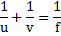 1/u + 1/v = 1/f